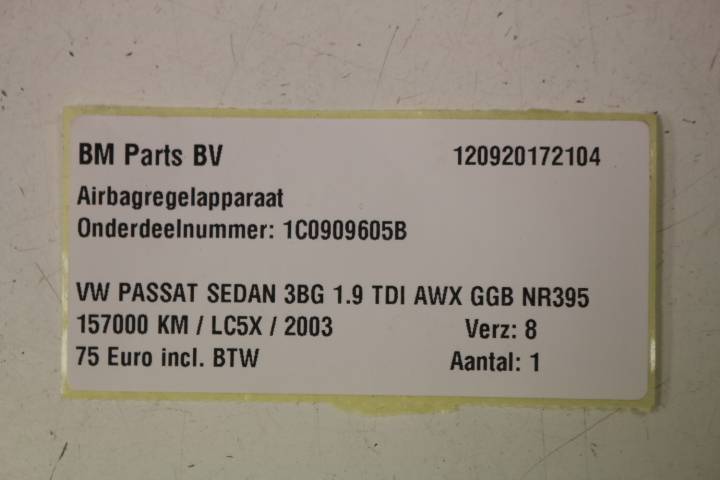 BM Parts BV 120920172104
Airbagregelapparaat
Onderdeelnummer: 1C0909605B
VW PASSAT SEDAN 3BG 1.9 TDI AWX GGB NR395
157000 KM / LC5X / 2003 Verz: 8
75 Euro incl. BTW Aantal: 1